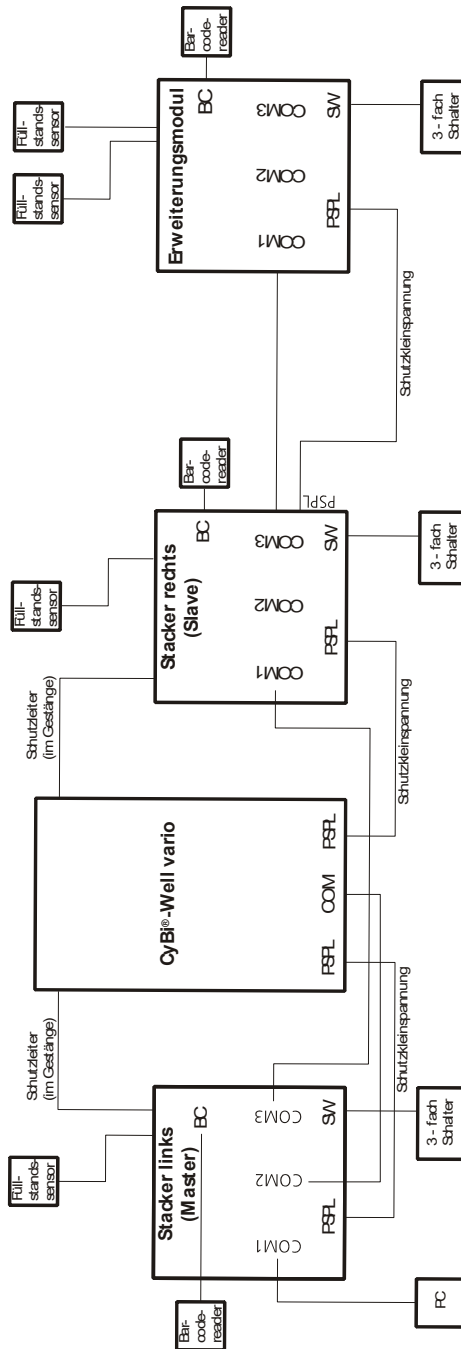 Füll-
stands-
sensor
Bar-
code-
reader
Stacker links
(Master)
BC
COM1
COM2
COM3
PSPL
SW
PC
3 - fach
Schalter
Schutzleiter
(im Gestänge)
Schutzkleinspannung
CyBi®-Well vario
PSPL
COM
PSPL
Schutzleiter
(im Gestänge)
Schutzkleinspannung
Füll-
stands-
sensor
Bar-
code-
reader
Stacker rechts
(Slave)
BC
COM1
COM2
COM3
PSPL
SW
PSPL
3 - fach
Schalter
Schutzkleinspannung
Füll-
stands-
sensor
Füll-
stands-
sensor
Bar-
code-
reader
Erweiterungsmodul
BC
COM1
COM2
COM3
PSPL
SW
3 - fach
Schalter